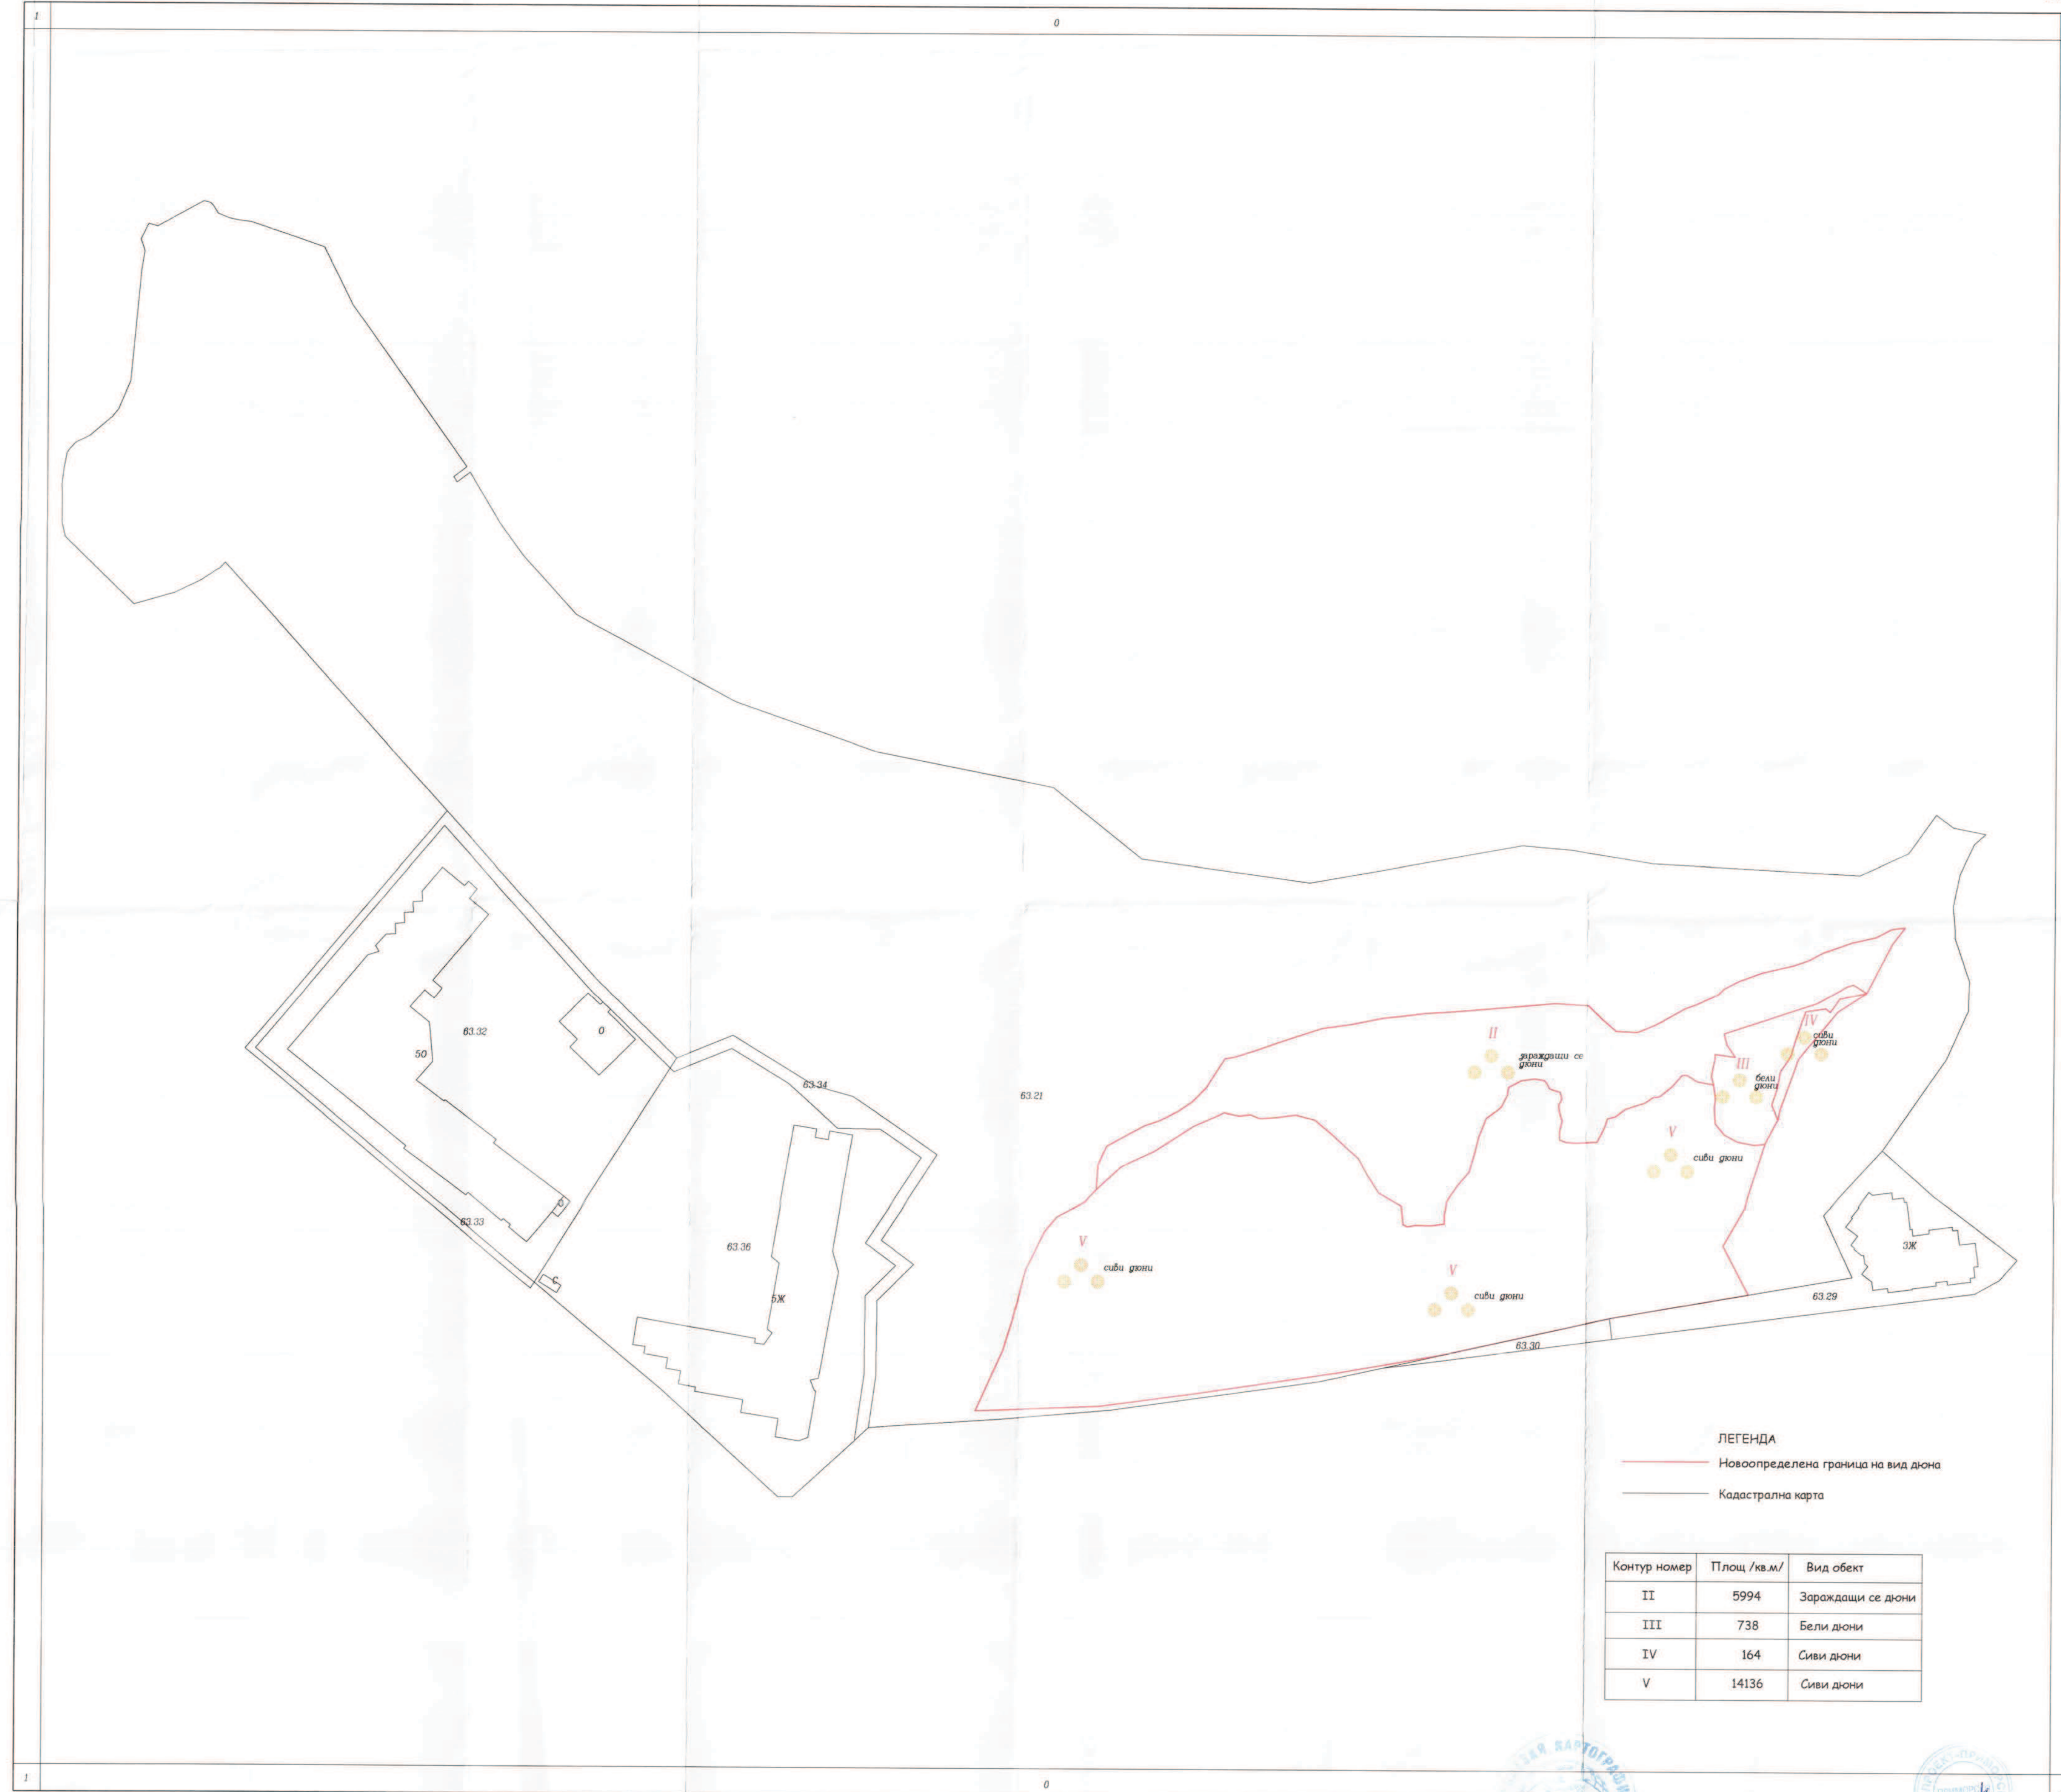 1
0
63.32
50
0
63.34
63.21
63.33
63.36
5Ж
II
зараждащи се
дюни
IV
сиви
дюни
III
бели
дюни
V
сиви дюни
V
сиви дюни
V
сиви дюни
3Ж
63.29
63.30
ЛЕГЕНДА
Новоопределена граница на вид дюна
Кадастрална карта
Контур номер Площ /кв.м/ Вид обект
II 5994 Зараждащи се дюни
III 738 Бели дюни
IV 164 Сиви дюни
V 14136 Сиви дюни
1
0